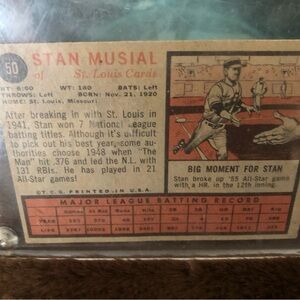 50
STAN MUSIAL
of St. Louis Cards
HT: 6:00 WT: 180 BATS: Left
THROWS: Left BORN: Nov. 21, 1920
HOME: St. Louis, Missouri.
After breaking in with St. Louis in
1941, Stan won 7 National League
batting titles. Although it's difficult
to pick out his best year, some au-
thorities choose 1948 when "The
Man" hit .376 and led the N.L. with
131 RBIs. He has played in 21
All-Star games!
©T.C.G. PRINTED IN U.S.A.
BIG MOMENT FOR STAN
Stan broke up '55 All-Star game
with a HR. in the 12th inning.
MAJOR LEAGUE BATTING RECORD